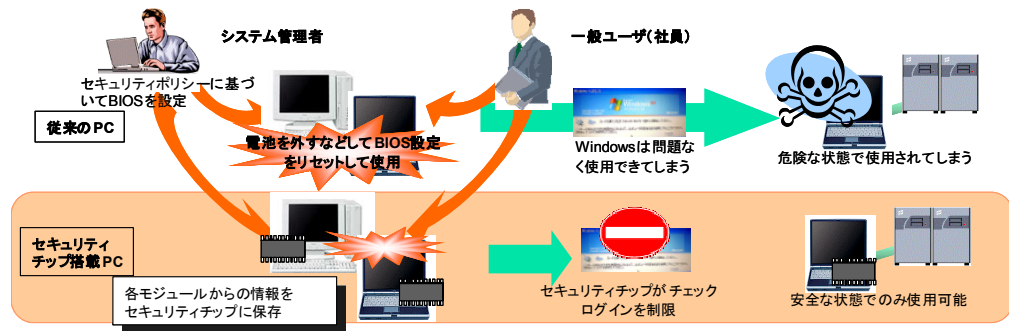 システム管理者
一般ユーザ(社員)
セキュリティポリシーに基づ
いてBIOSを設定
従来のPC
電池を外すなどしてBIOS設定
をリセットして使用
Windowsは問題な
く使用できてしまう
危険な状態で使用されてしまう
セキュリティ
チップ搭載PC
各モジュールからの情報を
セキュリティチップに保存
セキュリティチップが チェック
ログインを制限
安全な状態でのみ使用可能